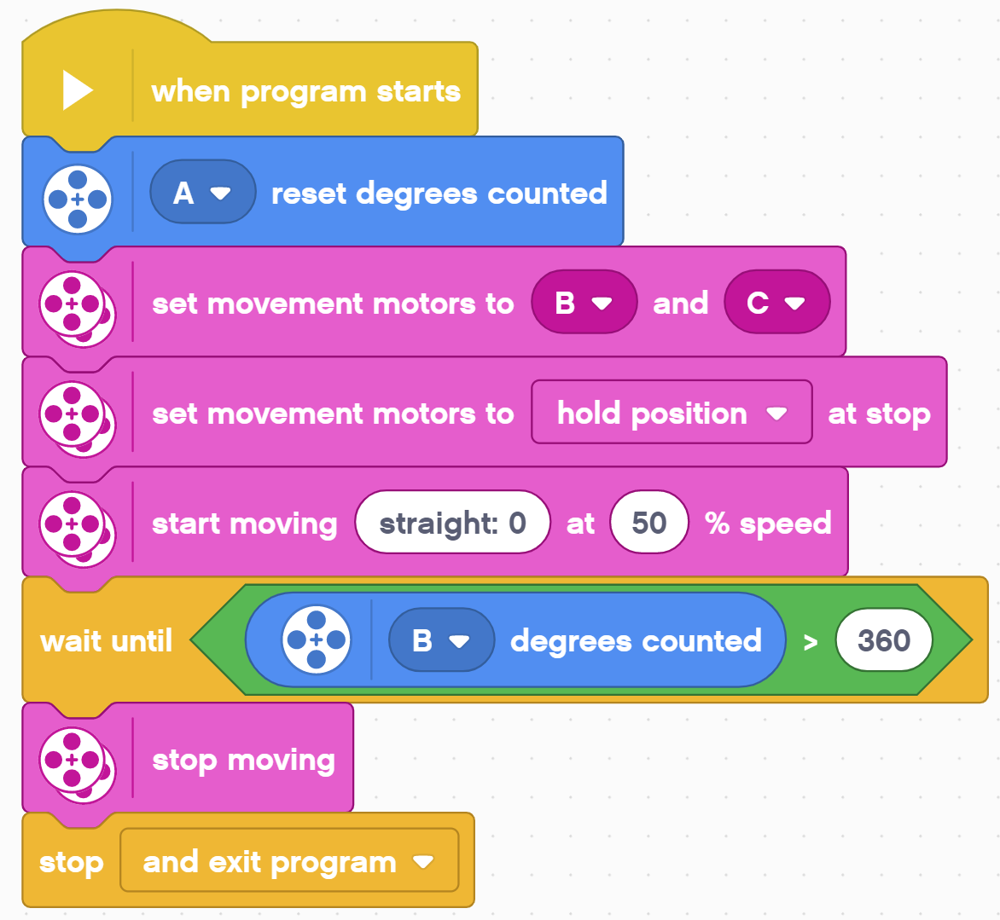 when program starts
A reset degrees counted
set movement motors to B and C
set movement motors to hold position at stop
start moving straight: 0 at 50 % speed
wait until B degrees counted > 360
stop moving
stop and exit program